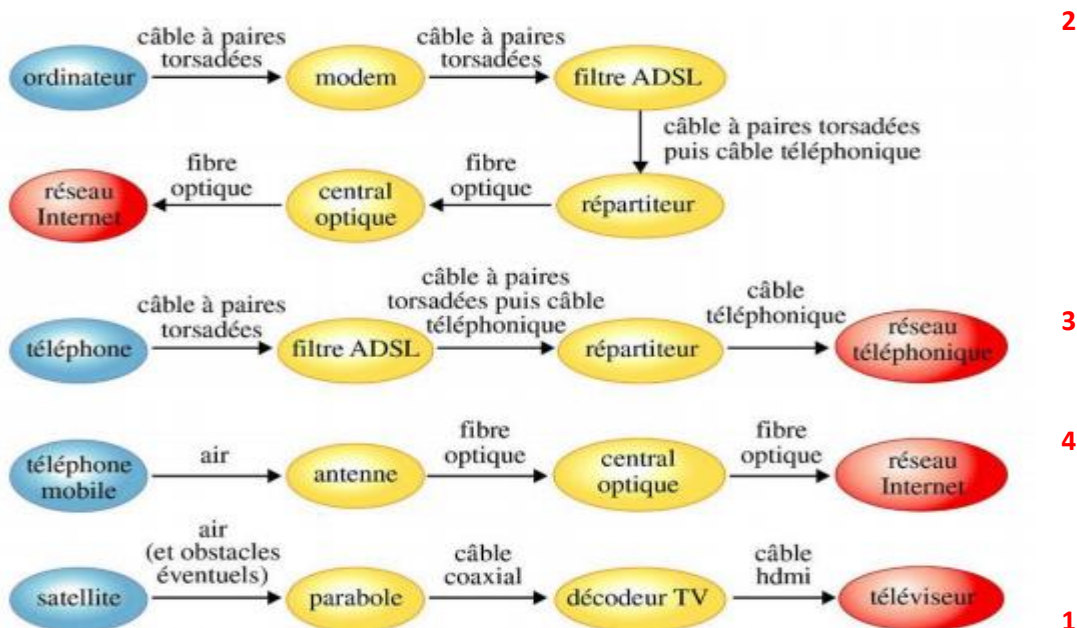 2
câble à paires
torsadées
câble à paires
torsadées
ordinateur
modem
filtre ADSL
câble à paires torsadées
puis câble téléphonique
réseau
Internet
fibre
optique
central
optique
fibre
optique
répartiteur
3
téléphone
câble à paires
torsadées
filtre ADSL
câble à paires
torsadées puis câble
téléphonique
répartiteur
câble
téléphonique
réseau
téléphonique
4
téléphone
mobile
air
antenne
fibre
optique
central
optique
fibre
optique
réseau
Internet
1
satellite
air
(et obstacles
éventuels)
parabole
câble
coaxial
décodeur TV
câble
hdmi
téléviseur